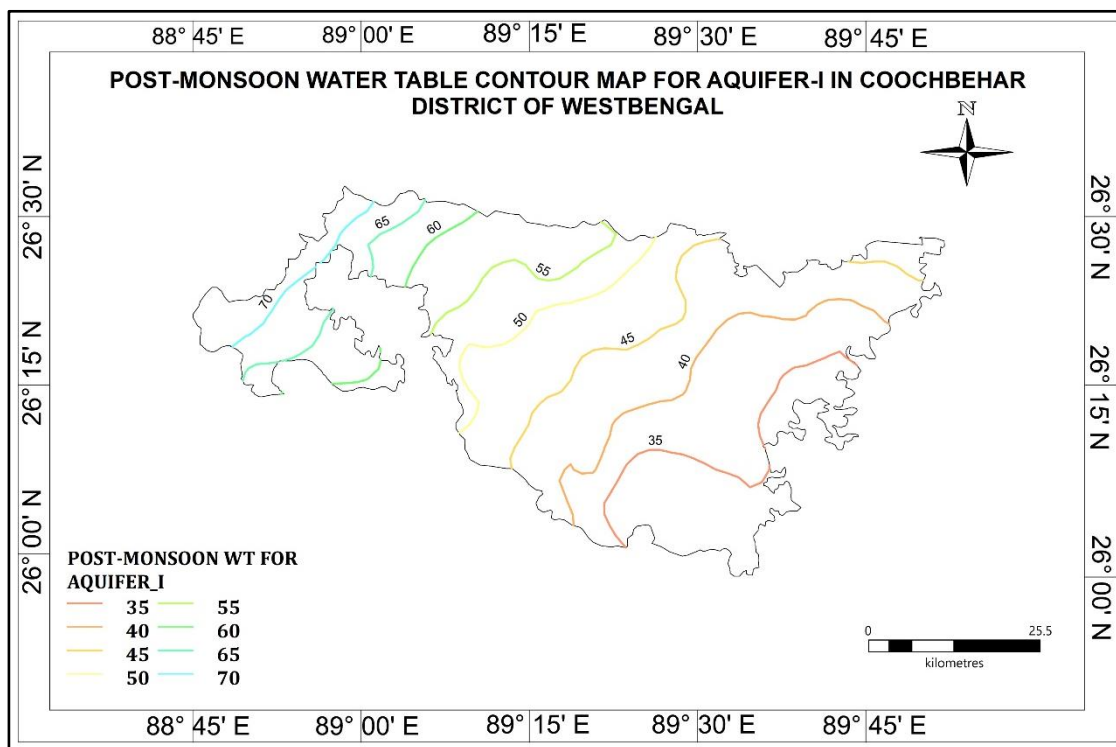 88° 45' E 89° 00' E 89° 15' E 89° 30' E 89° 45' E
POST-MONSOON WATER TABLE CONTOUR MAP FOR AQUIFER-I IN COOCHBEHAR
DISTRICT OF WESTBENGAL
N
26° 30' N
26° 30' N
65
60
55
70
50
45
40
35
26° 15' N
26° 15' N
26° 00' N
26° 00' N
POST-MONSOON WT FOR
AQUIFER_I
35 55
40 60
45 65
50 70
0 25.5
kilometres
88° 45' E 89° 00' E 89° 15' E 89° 30' E 89° 45' E